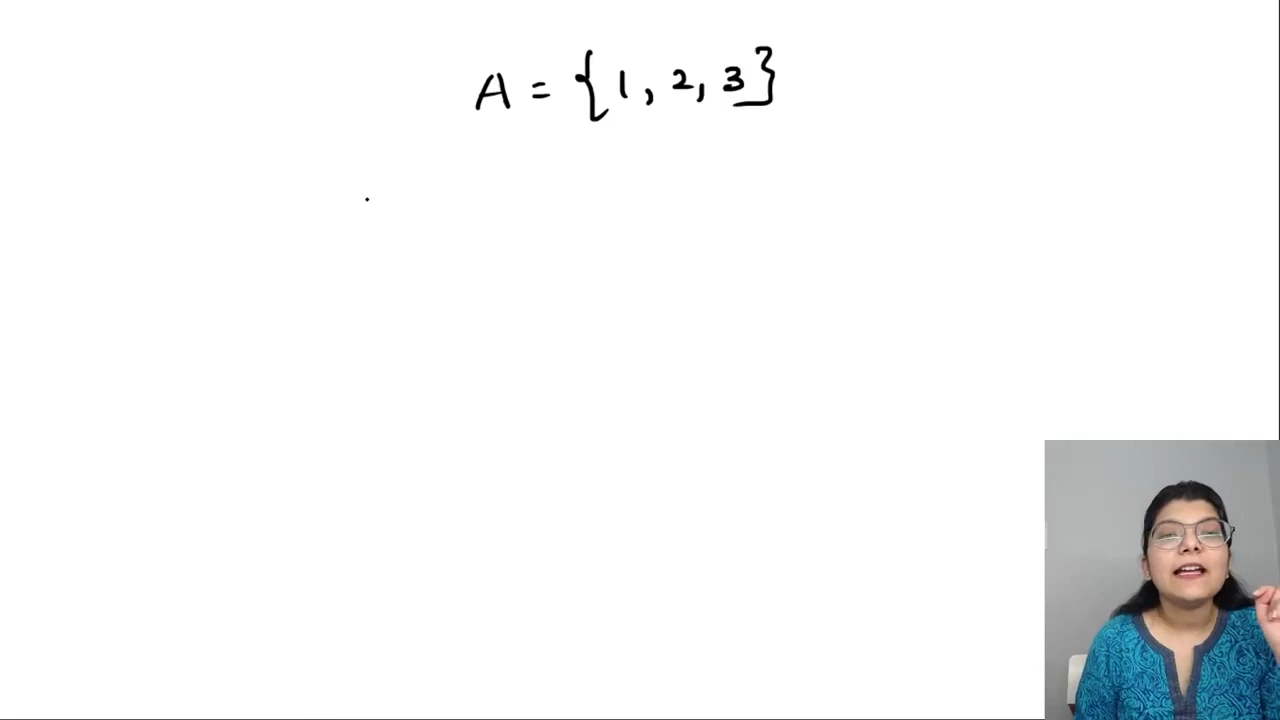 A = {1, 2, 3}